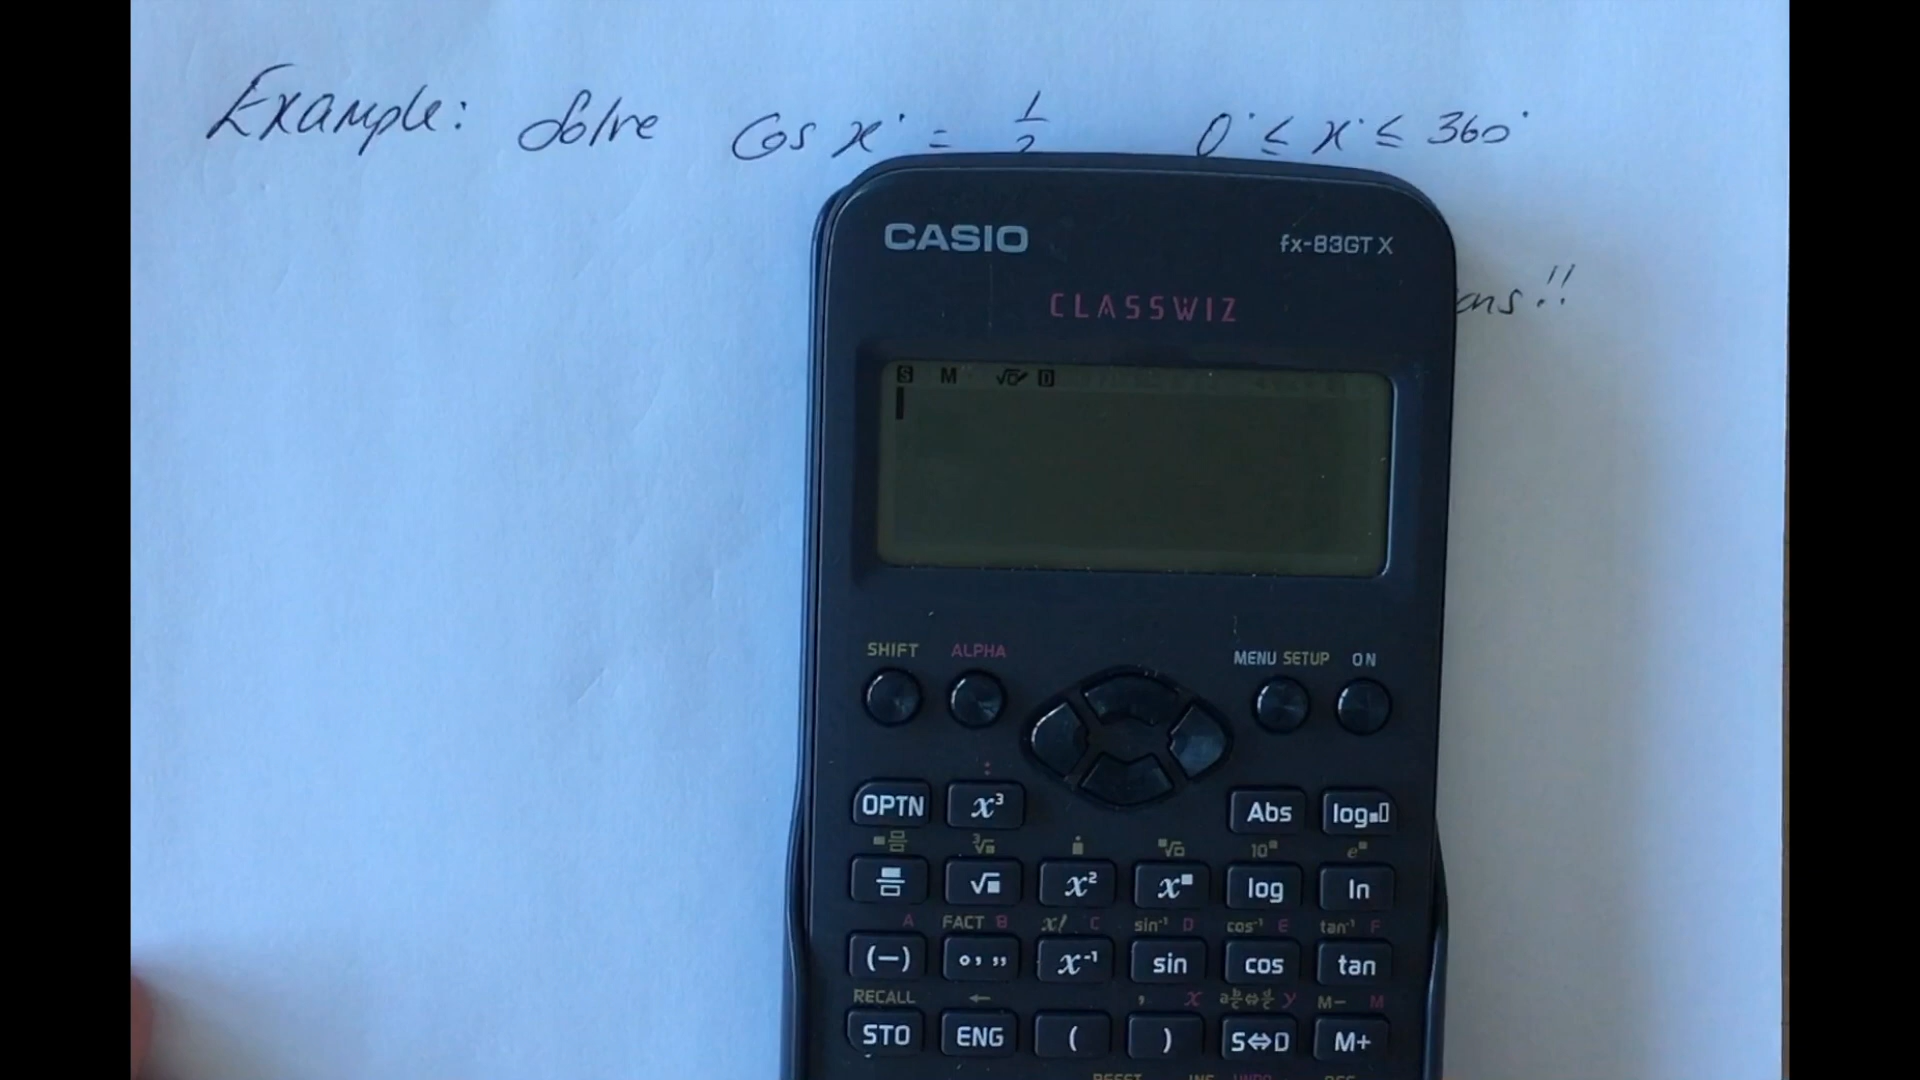 Example: Solve cos x° = 1/2 0° ≤ x° ≤ 360°
CASIO fx-83GT X
CLASSWIZ
!!
S M √ D
SHIFT ALPHA MENU SETUP ON
:
OPTN x³ Abs log
10 e
√ x² x log ln
A FACT B x! C sin⁻¹ D cos⁻¹ E tan⁻¹ F
(−) ° ’ ” x⁻¹ sin cos tan
RECALL ← , x a b/c⇔d/c y M− M
STO ENG ( ) S⇔D M+